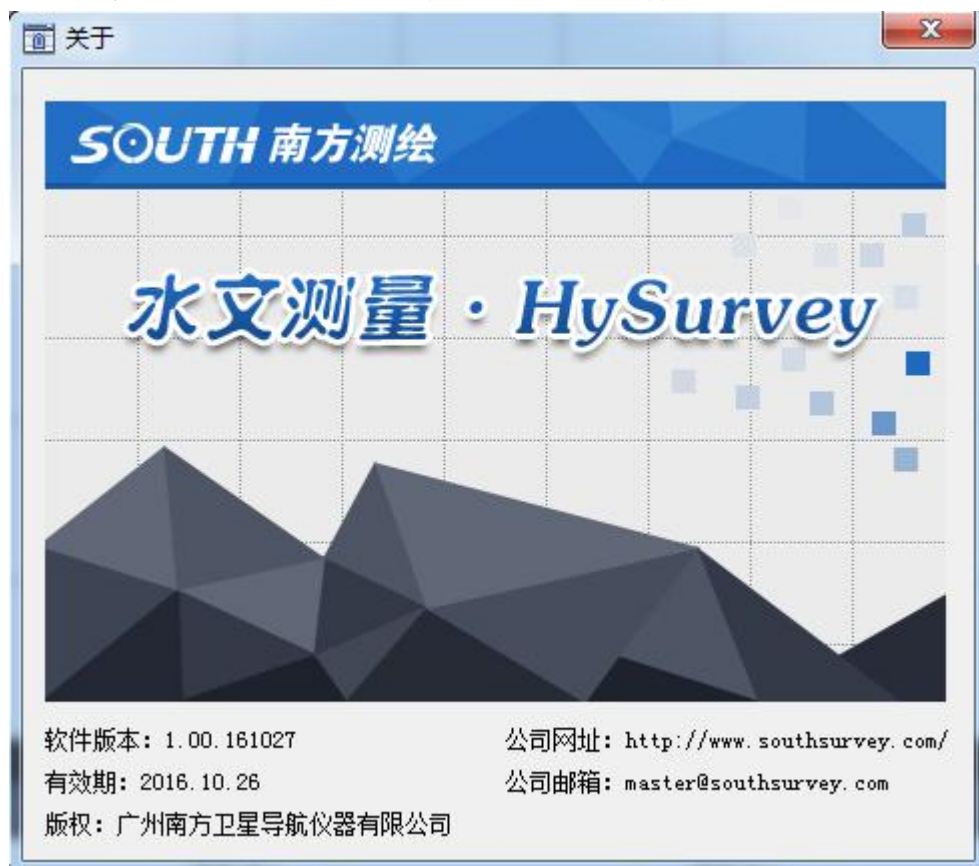 关于
SOUTH 南方测绘
水文测量·HySurvey
软件版本：1.00.161027
公司网址：http://www.southsurvey.com/
有效期：2016.10.26
公司邮箱：master@southsurvey.com
版权：广州南方卫星导航仪器有限公司